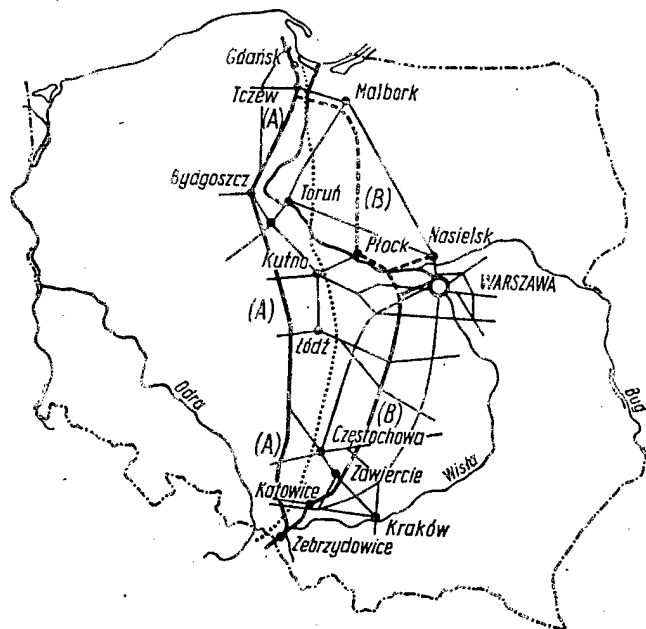 Gdańsk
Tczew
Malbork
(A)
Bydgoszcz
Toruń
(B)
Płock
Nasielsk
Kutno
WARSZAWA
(A)
Łódź
Odra
Bug
(B)
(A)
Częstochowa
Zawiercie
Wisła
Katowice
Kraków
Zebrzydowice